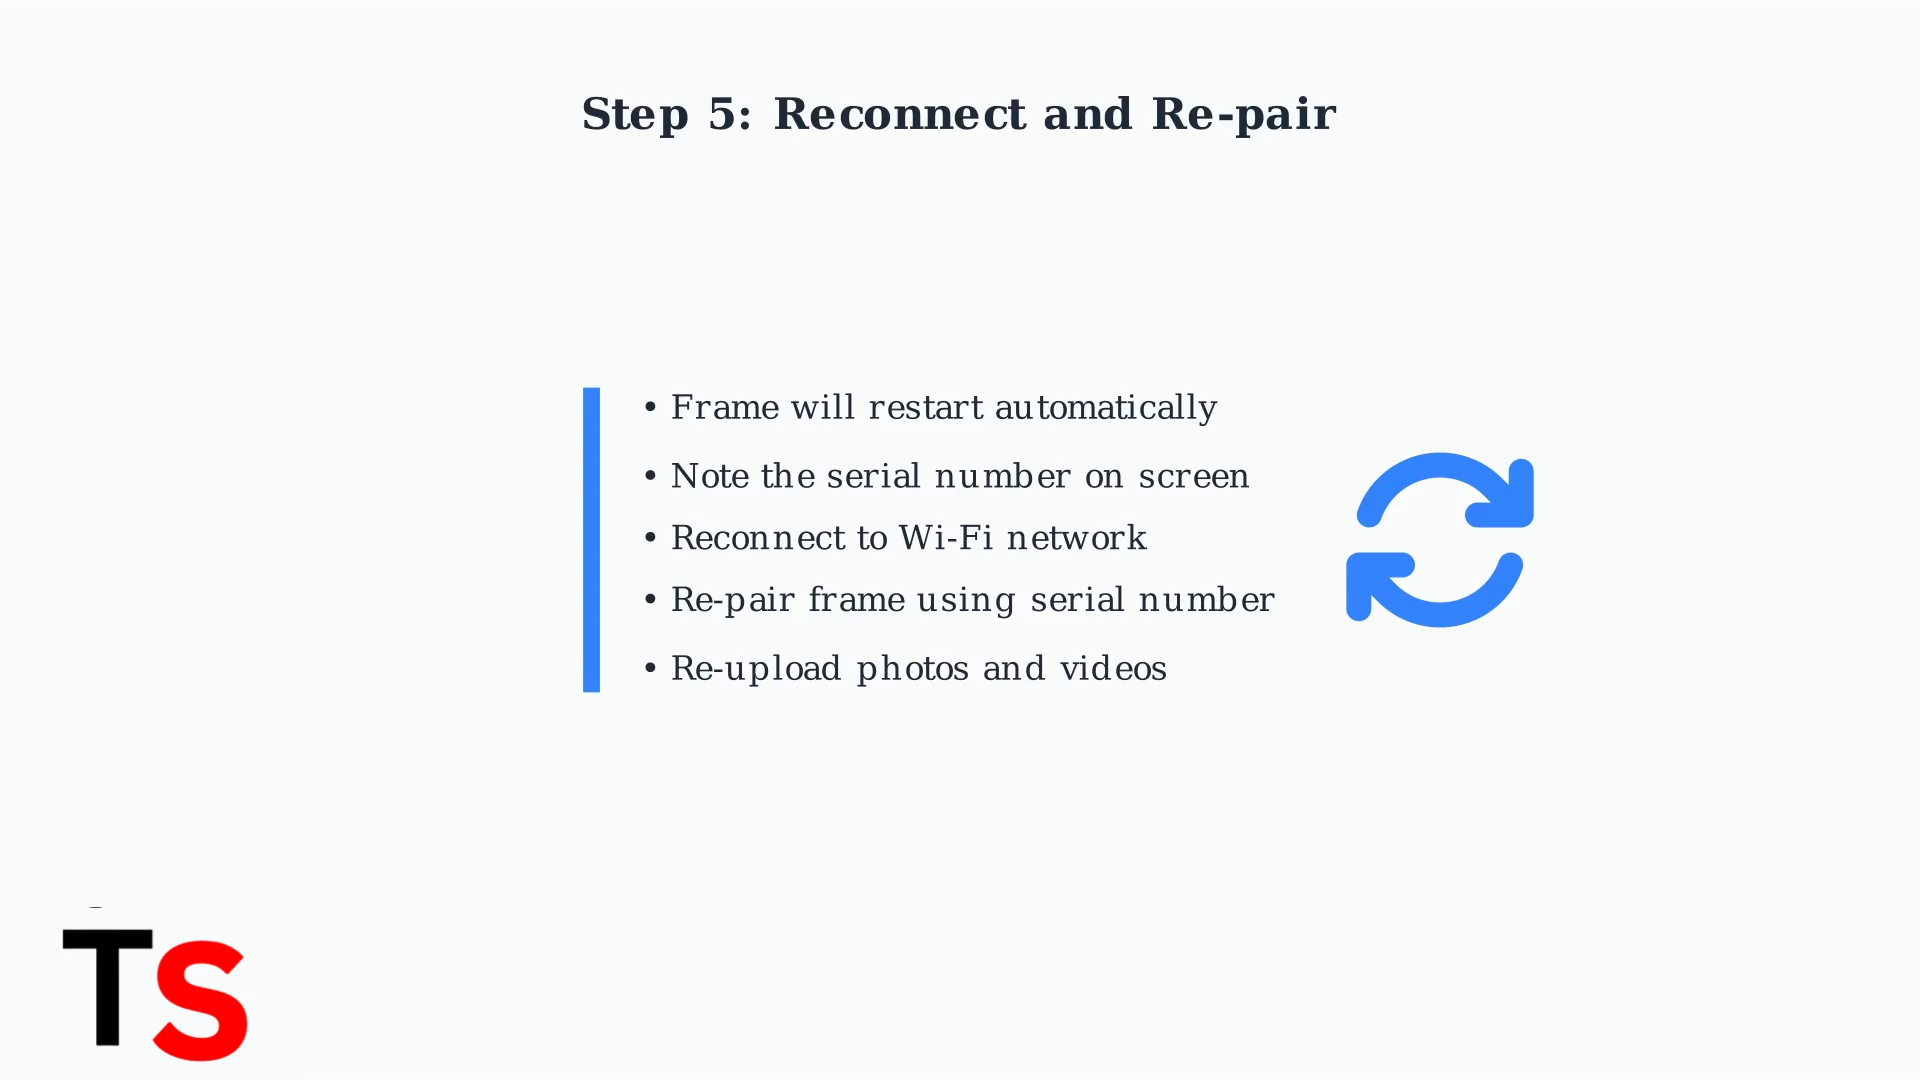 Step 5: Reconnect and Re-pair
• Frame will restart automatically
• Note the serial number on screen
• Reconnect to Wi-Fi network
• Re-pair frame using serial number
• Re-upload photos and videos
TS